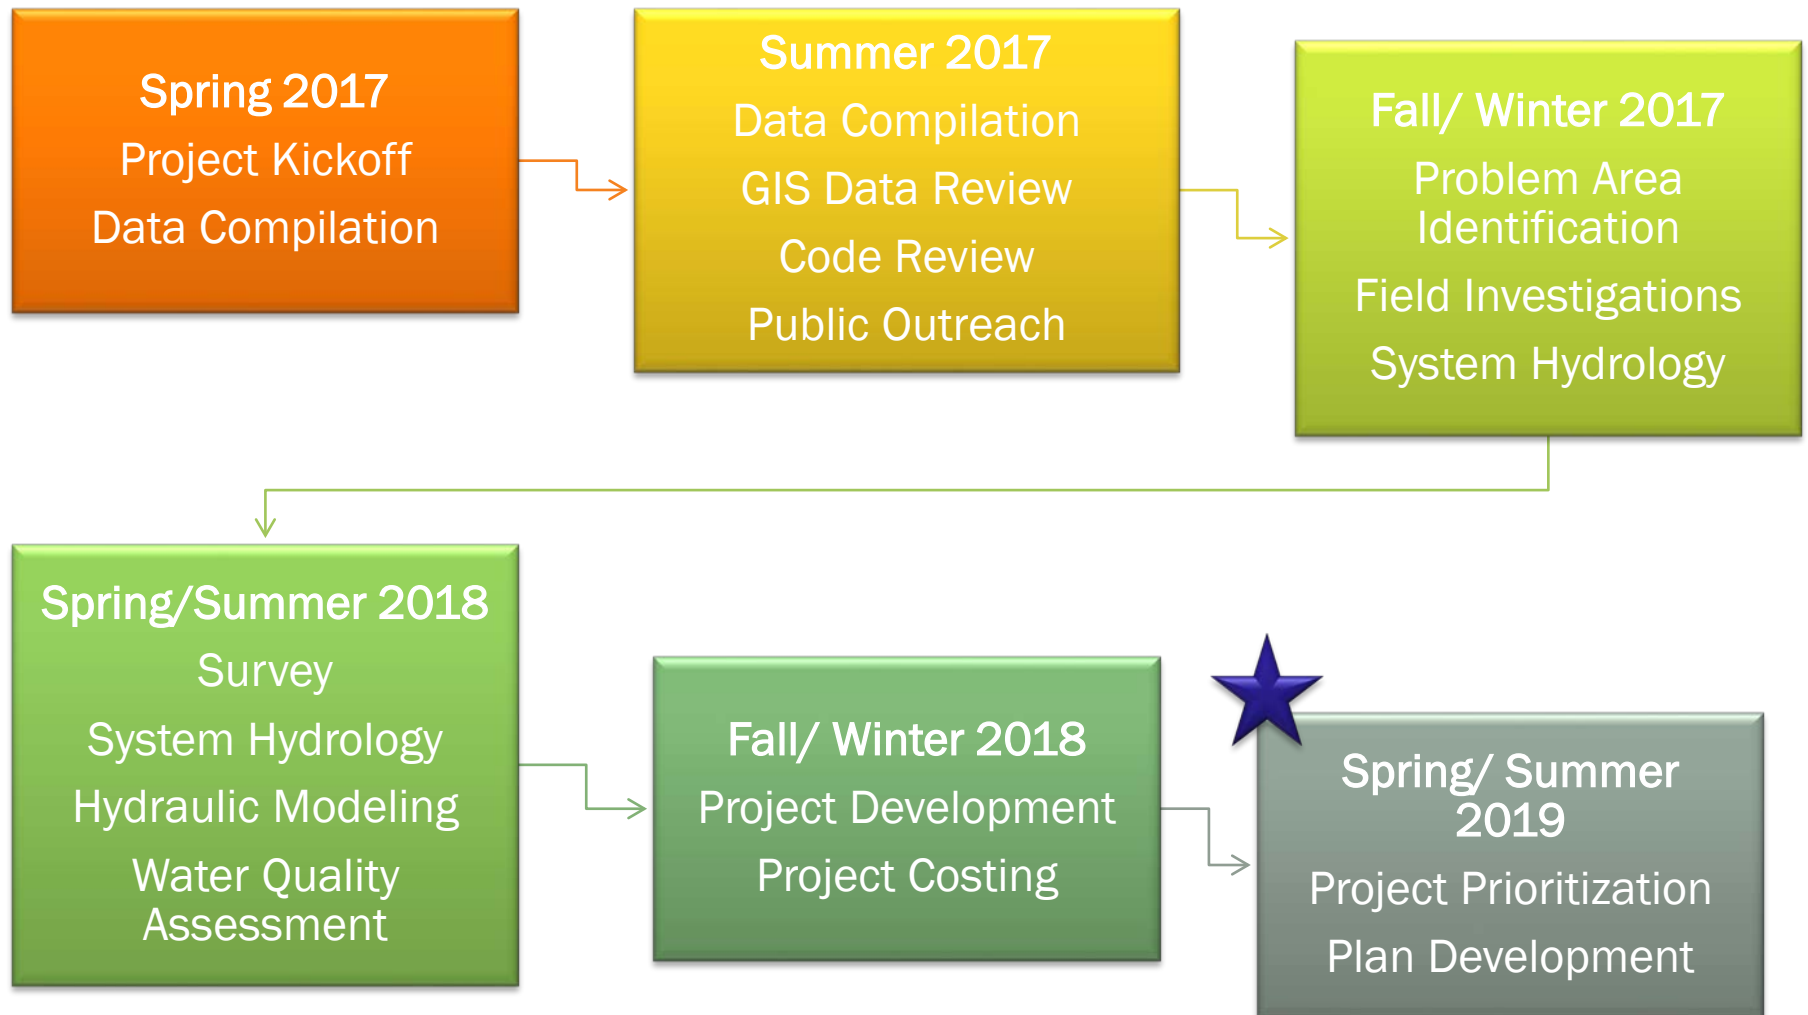 Spring 2017
Project Kickoff
Data Compilation
Summer 2017
Data Compilation
GIS Data Review
Code Review
Public Outreach
Fall/ Winter 2017
Problem Area
Identification
Field Investigations
System Hydrology
Spring/Summer 2018
Survey
System Hydrology
Hydraulic Modeling
Water Quality
Assessment
Fall/ Winter 2018
Project Development
Project Costing
Spring/ Summer
2019
Project Prioritization
Plan Development